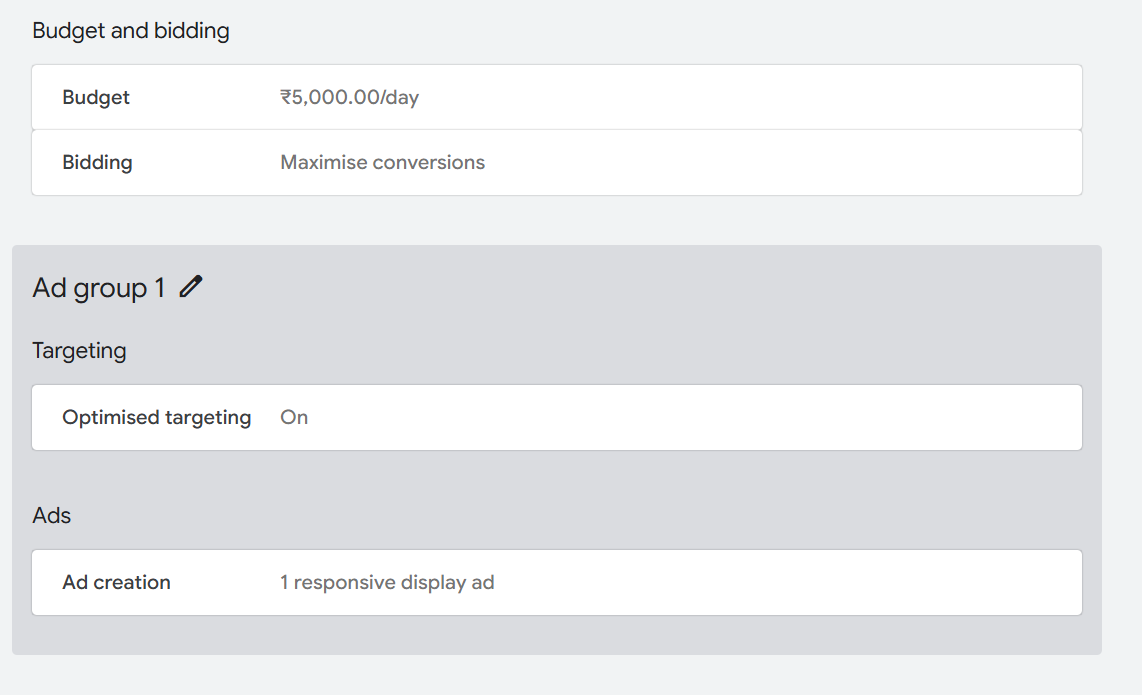 Budget and bidding
Budget ₹5,000.00/day
Bidding Maximise conversions
Ad group 1
Targeting
Optimised targeting On
Ads
Ad creation 1 responsive display ad